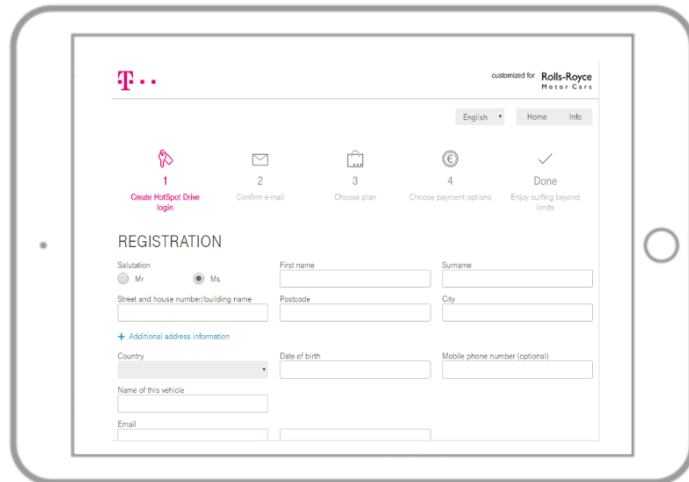 T
customized for Rolls-Royce
Motor Cars
English Home Info
1 2 3 4 Done
Create HotSpot Drive login Confirm e-mail Choose plan Choose payment options Enjoy surfing beyond limits
REGISTRATION
Salutation First name Surname
Mr Ms
Street and house number/building name Postcode City
+ Additional address information
Country Date of birth Mobile phone number (optional)
Name of this vehicle
Email